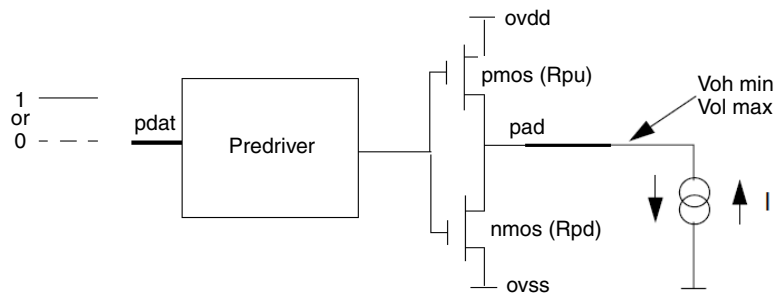 ovdd
pmos (Rpu)
Voh min
Vol max
1
or
0
pdat
Predriver
pad
I
nmos (Rpd)
ovss